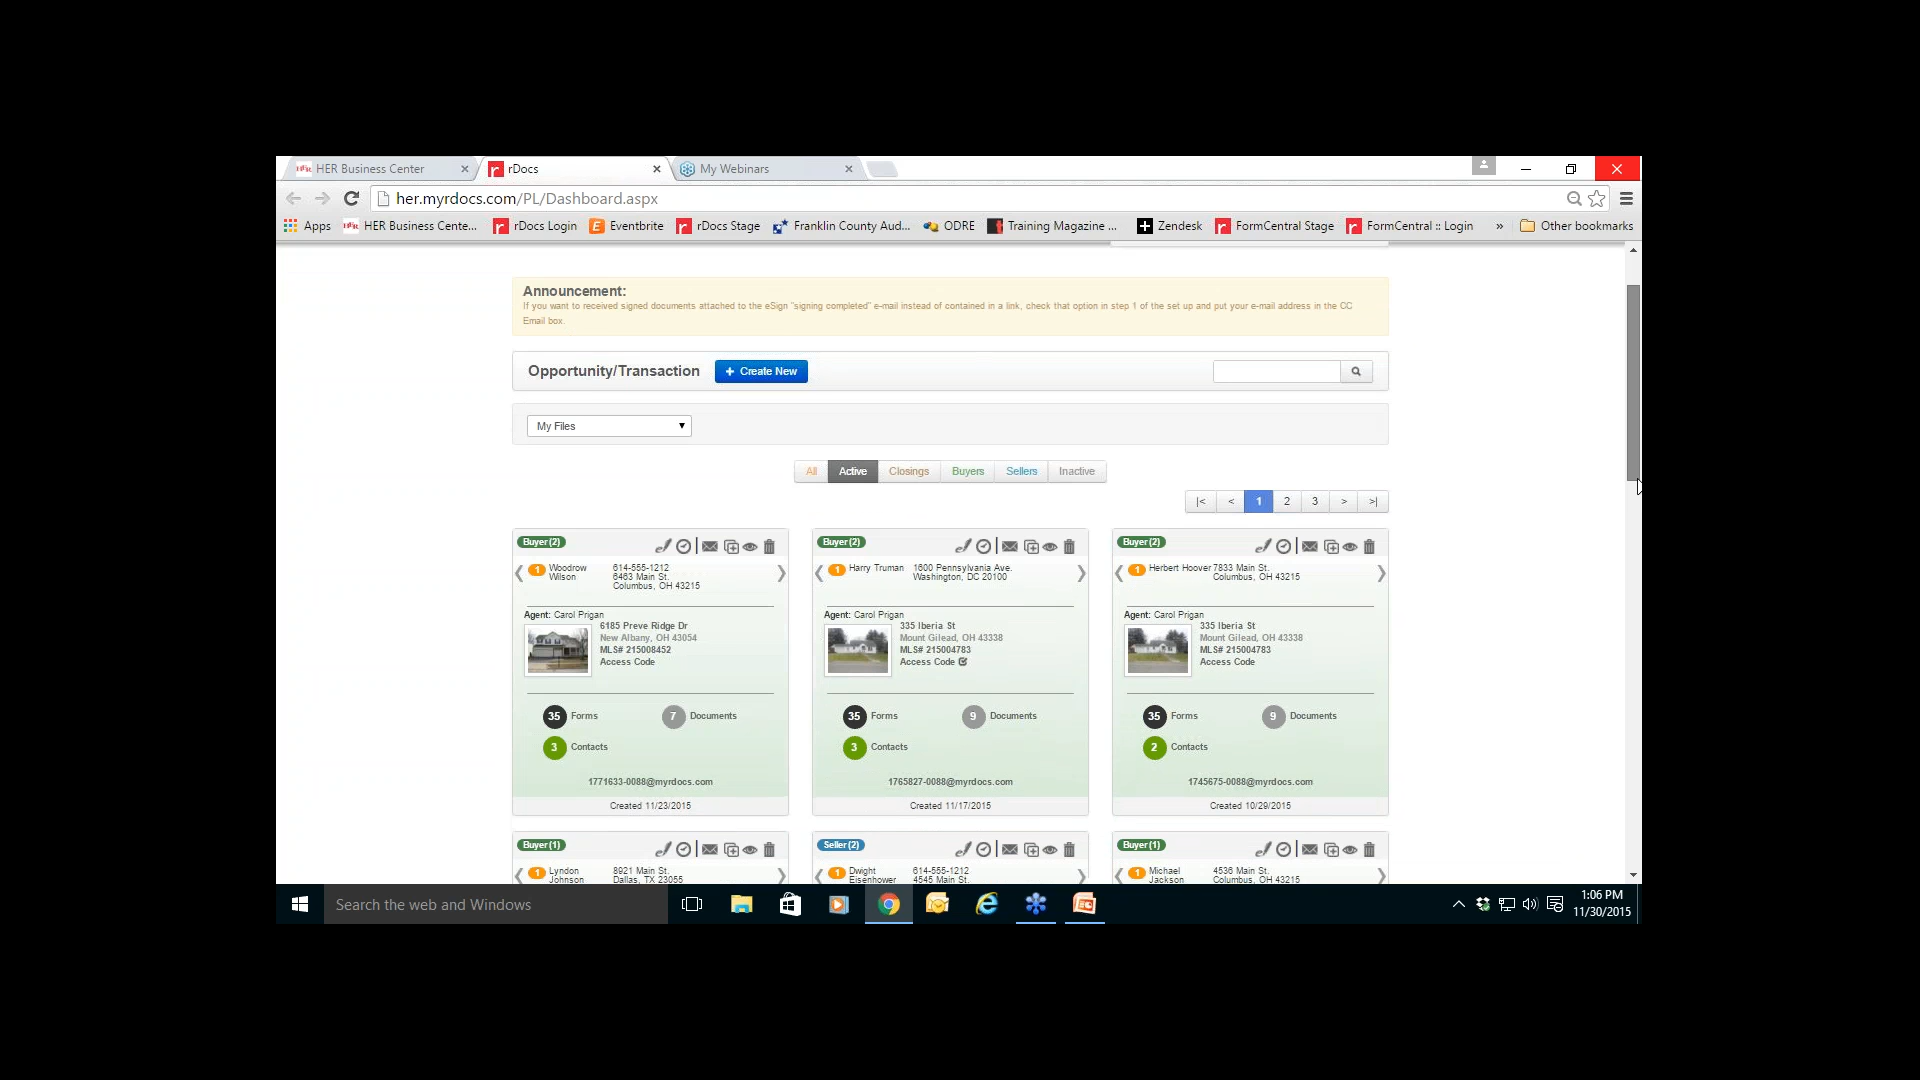 HER Business Center
rDocs
My Webinars
her.myrdocs.com/PL/Dashboard.aspx
Apps HER Business Cente... rDocs Login Eventbrite rDocs Stage Franklin County Aud... ODRE Training Magazine ... Zendesk FormCentral Stage FormCentral :: Login » Other bookmarks
Announcement:
If you want to received signed documents attached to the eSign "signing completed" e-mail instead of contained in a link, check that option in step 1 of the set up and put your e-mail address in the CC
Email box.
Opportunity/Transaction + Create New
My Files
All Active Closings Buyers Sellers Inactive
|< < 1 2 3 > >|
Buyer(2)
1 Woodrow Wilson
614-555-1212
6463 Main St.
Columbus, OH 43215
Agent: Carol Prigan
6185 Preve Ridge Dr
New Albany, OH 43054
MLS# 215008452
Access Code
35 Forms 7 Documents
3 Contacts
1771633-0088@myrdocs.com
Created 11/23/2015
Buyer(2)
1 Harry Truman
1600 Pennsylvania Ave.
Washington, DC 20100
Agent: Carol Prigan
335 Iberia St
Mount Gilead, OH 43338
MLS# 215004783
Access Code
35 Forms 9 Documents
3 Contacts
1765827-0088@myrdocs.com
Created 11/17/2015
Buyer(2)
1 Herbert Hoover 7833 Main St.
Columbus, OH 43215
Agent: Carol Prigan
335 Iberia St
Mount Gilead, OH 43338
MLS# 215004783
Access Code
35 Forms 9 Documents
2 Contacts
1745675-0088@myrdocs.com
Created 10/29/2015
Buyer(1)
1 Lyndon Johnson
8921 Main St.
Dallas, TX 23055
Seller(2)
1 Dwight Eisenhower
614-555-1212
4545 Main St.
Buyer(1)
1 Michael Jackson
4536 Main St.
Columbus, OH 43215
Search the web and Windows
1:06 PM
11/30/2015